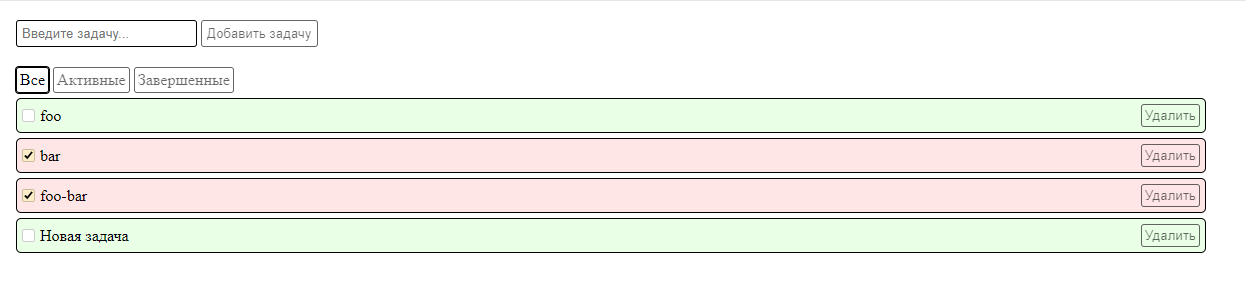 Введите задачу... Добавить задачу
Все Активные Завершенные
foo Удалить
bar Удалить
foo-bar Удалить
Новая задача Удалить